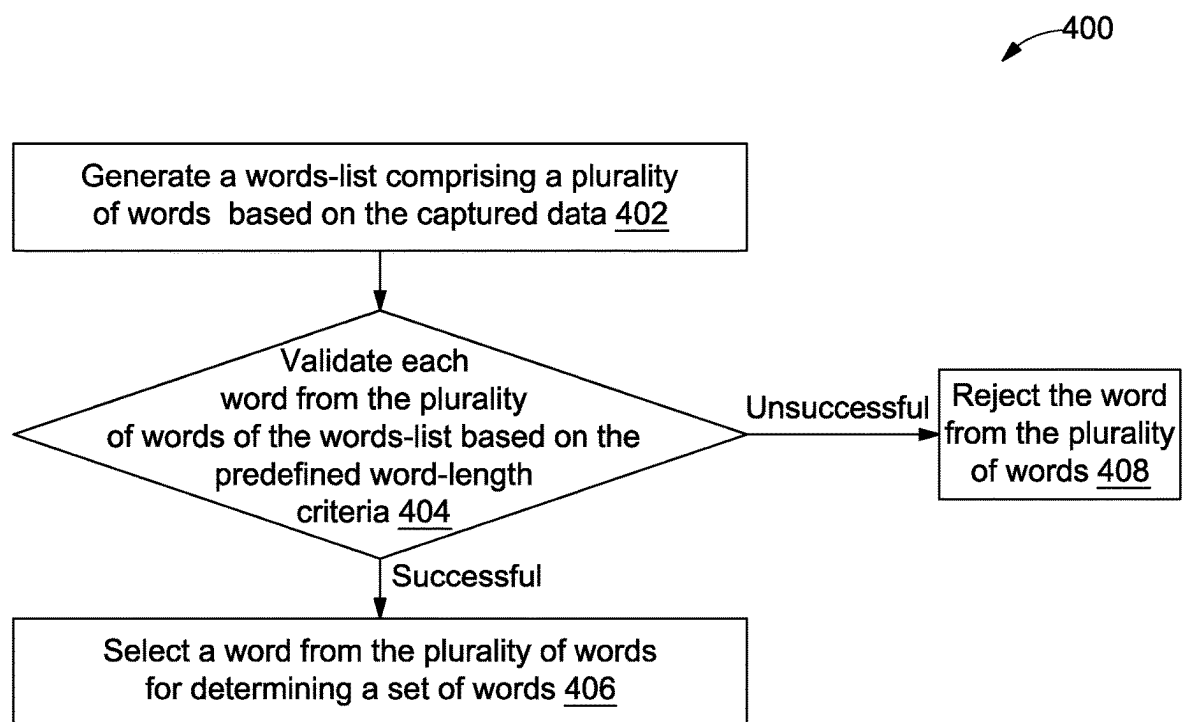 400
Generate a words-list comprising a plurality
of words based on the captured data 402
Validate each
word from the plurality
of words of the words-list based on the
predefined word-length
criteria 404
Unsuccessful
Reject the word
from the plurality
of words 408
Successful
Select a word from the plurality of words
for determining a set of words 406